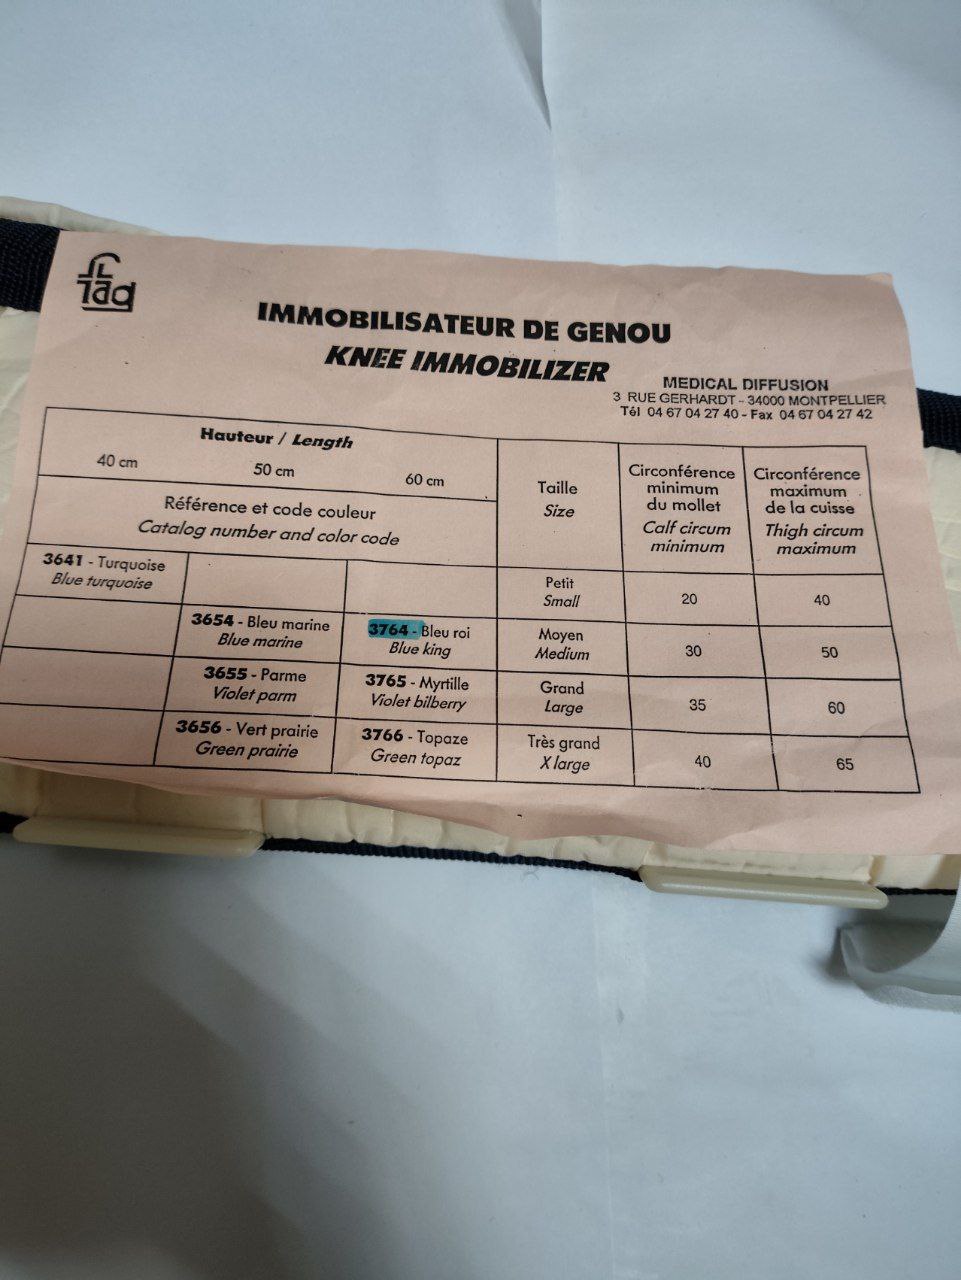 IMMOBILISATEUR DE GENOU
KNEE IMMOBILIZER
MEDICAL DIFFUSION
3 RUE GERHARDT - 34000 MONTPELLIER
Tél 04 67 04 27 40 - Fax 04 67 04 27 42
Hauteur / Length
40 cm 50 cm 60 cm
Référence et code couleur
Catalog number and color code
Taille
Size
Circonférence
minimum
du mollet
Calf circum
minimum
Circonférence
maximum
de la cuisse
Thigh circum
maximum
3641 - Turquoise
Blue turquoise
Petit
Small
20
40
3654 - Bleu marine
Blue marine
3764 - Bleu roi
Blue king
Moyen
Medium
30
50
3655 - Parme
Violet parm
3765 - Myrtille
Violet bilberry
Grand
Large
35
60
3656 - Vert prairie
Green prairie
3766 - Topaze
Green topaz
Très grand
X large
40
65